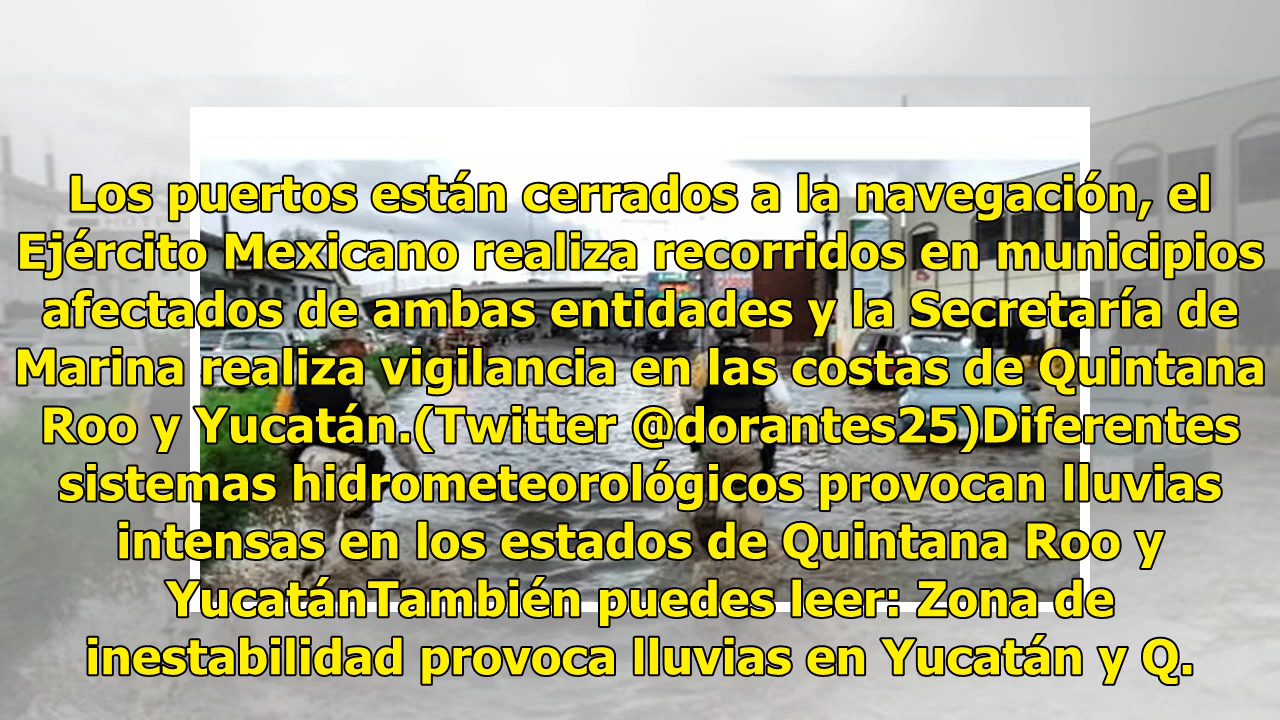 Los puertos están cerrados a la navegación, el
Ejército Mexicano realiza recorridos en municipios
afectados de ambas entidades y la Secretaría de
Marina realiza vigilancia en las costas de Quintana
Roo y Yucatán.(Twitter @dorantes25)Diferentes
sistemas hidrometeorológicos provocan lluvias
intensas en los estados de Quintana Roo y
YucatánTambién puedes leer: Zona de
inestabilidad provoca lluvias en Yucatán y Q.